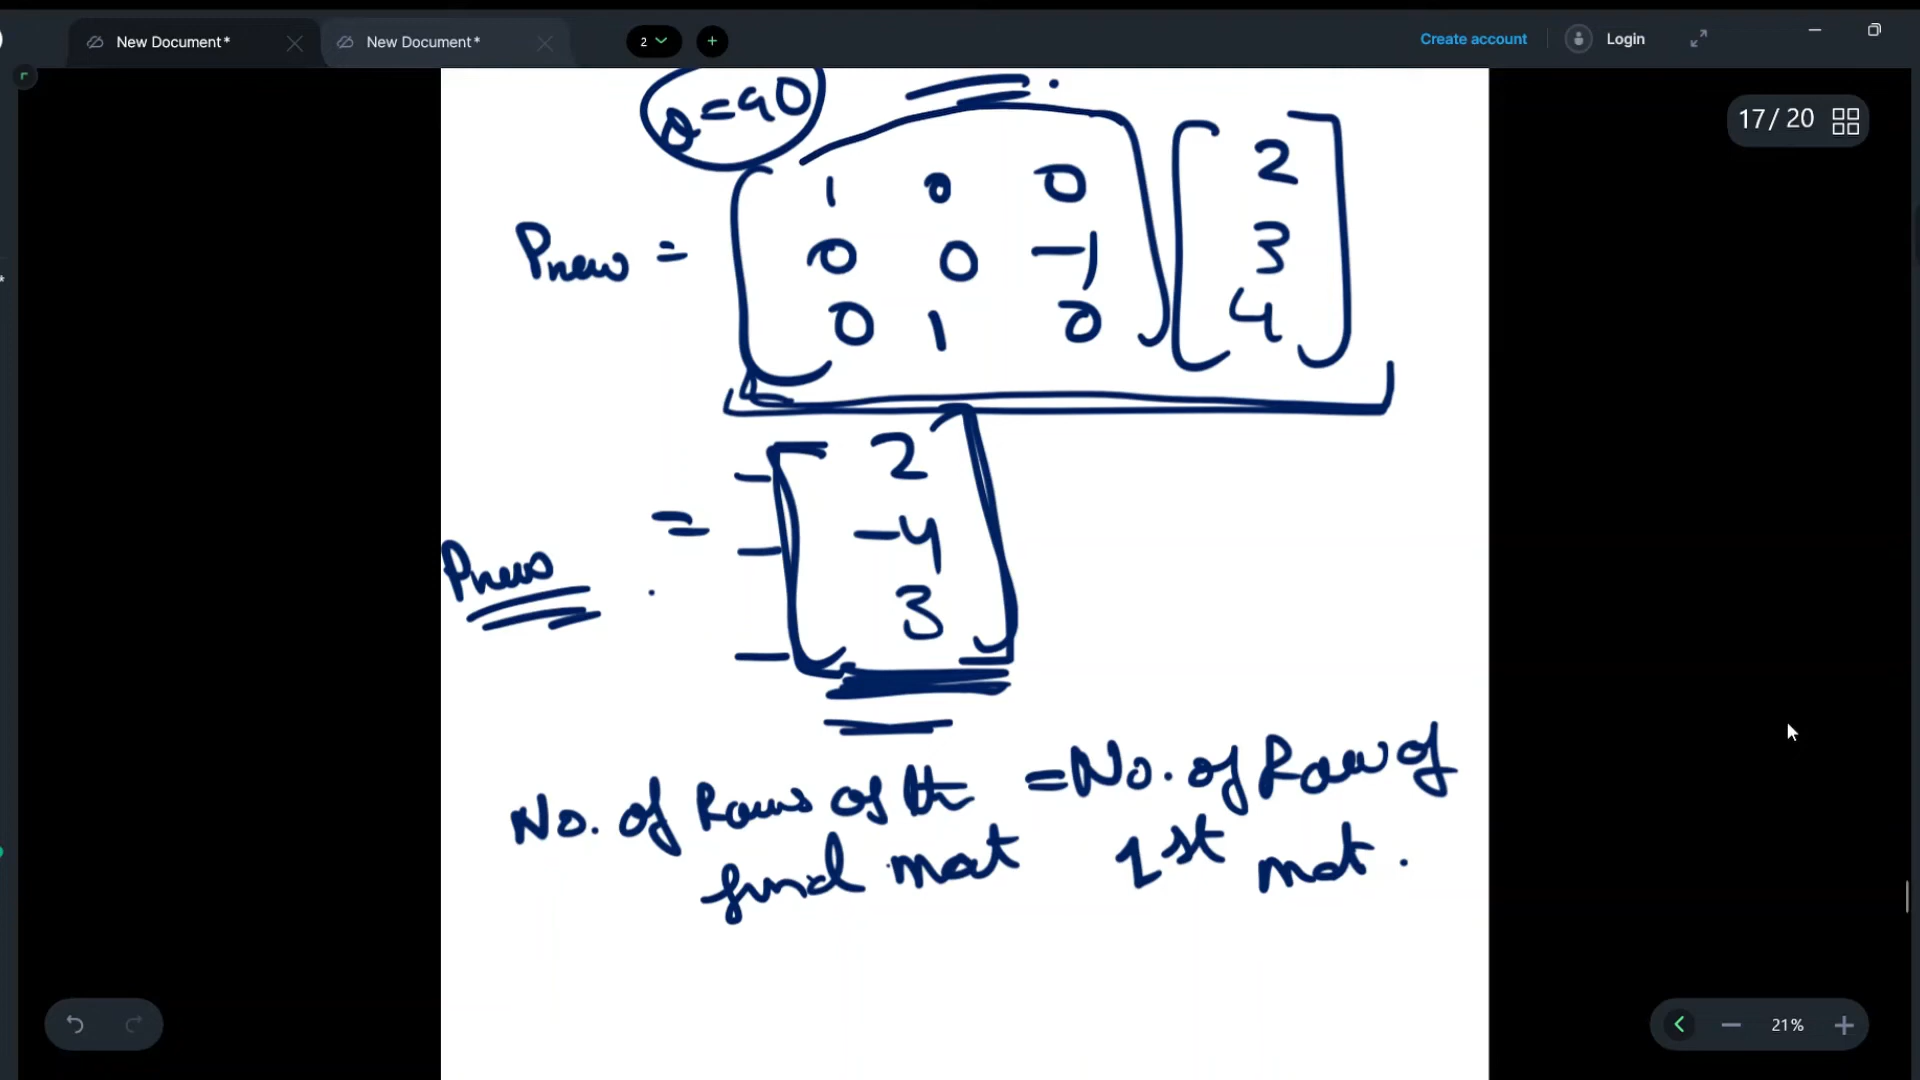 New Document* New Document* 2 + Create account Login
17 / 20
θ=90
Pnew = [1 0 0 [2
0 0 -1 3
0 1 0] 4]
Pnew = [2
-4
3]
No. of Rows of the = No. of Row of
final mat 1st mat.
21%